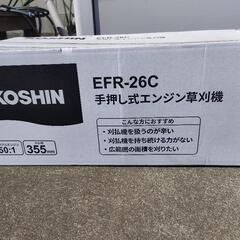 KOSHIN
EFR-26C
手押し式エンジン草刈機
50:1
355mm
こんな方におすすめ
・刈払機を扱うのが辛い
・刈払機を持ち続ける力がない
・広範囲の面積を刈りたい